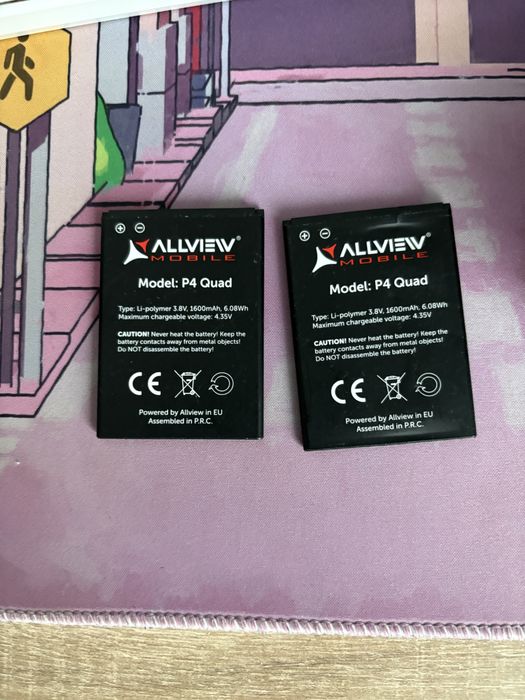 ALLVIEW®
MOBILE
Model: P4 Quad
Type: Li-polymer 3.8V, 1600mAh, 6.08Wh
Maximum chargeable voltage: 4.35V
CAUTION! Never heat the battery! Keep the
battery contacts away from metal objects!
Do NOT disassemble the battery!
CE
Powered by Allview in EU
Assembled in P.R.C.
ALLVIEW®
MOBILE
Model: P4 Quad
Type: Li-polymer 3.8V, 1600mAh, 6.08Wh
Maximum chargeable voltage: 4.35V
CAUTION! Never heat the battery! Keep the
battery contacts away from metal objects!
Do NOT disassemble the battery!
CE
Powered by Allview in EU
Assembled in P.R.C.